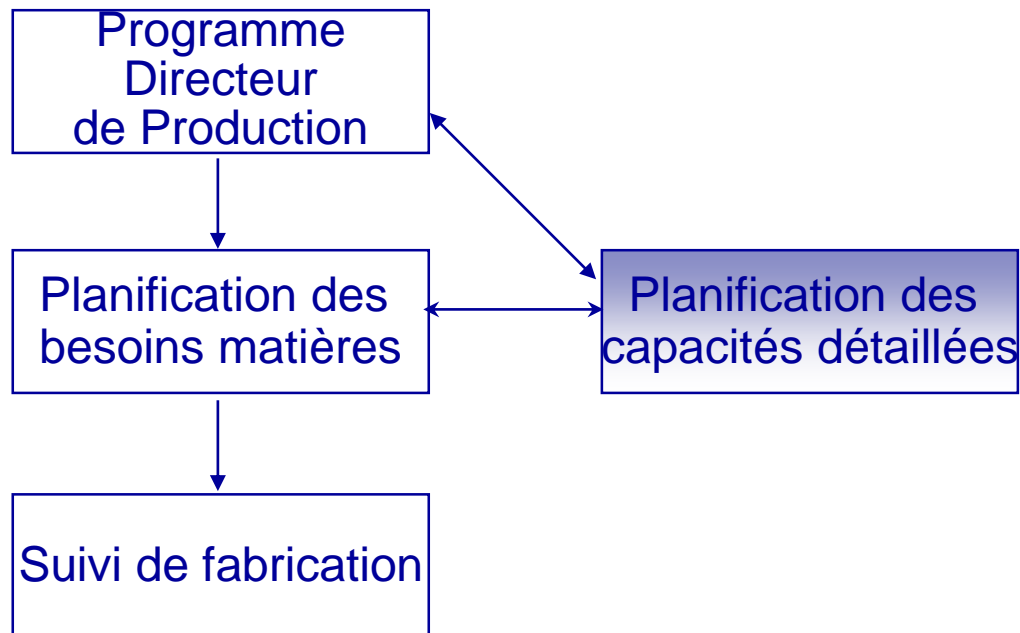 Programme
Directeur
de Production
Planification des
besoins matières
Planification des
capacités détaillées
Suivi de fabrication